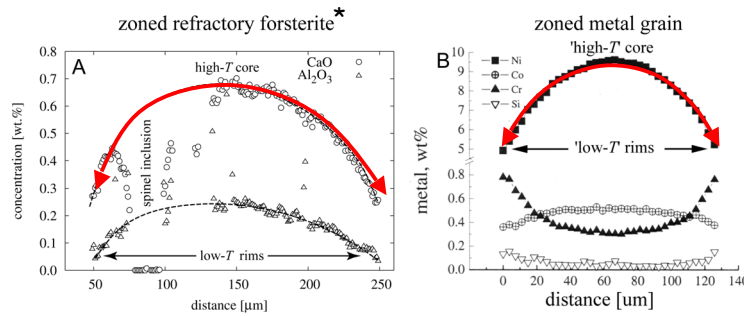 zoned refractory forsterite*
zoned metal grain
A
high-T core
CaO
Al₂O₃
spinel inclusion
low-T rims
concentration [wt.%]
0.8
0.7
0.6
0.5
0.4
0.3
0.2
0.1
0.0
50
100
150
200
250
distance [µm]
B
'high-T' core
Ni
Co
Cr
Si
'low-T' rims
metal, wt%
10
9
8
7
6
5
0.8
0.6
0.4
0.2
0.0
0
20
40
60
80
100
120
140
distance [um]